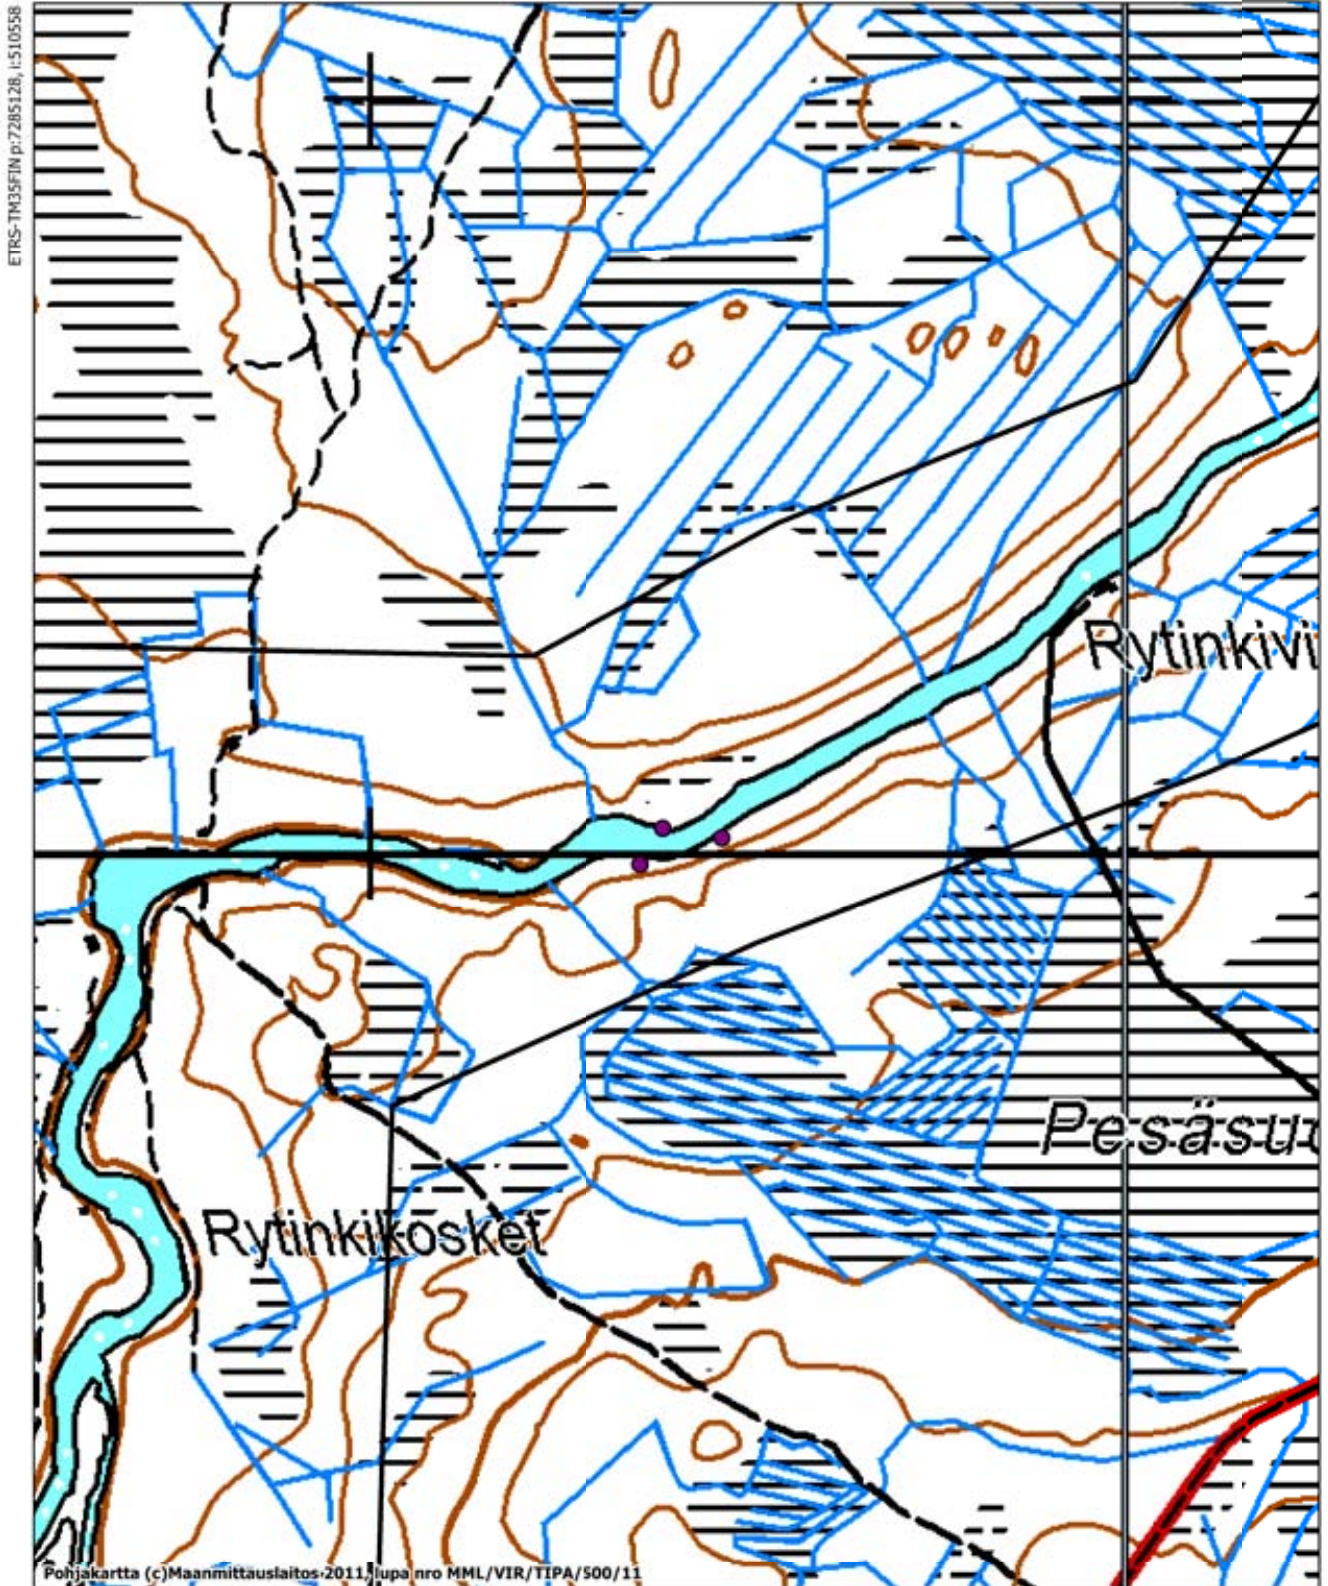 ETRS-TM35FIN p:7285128, i:510558
Rytinkivi
Pesäsu
Rytinkikosket
Pohjakartta (c)Maanmittauslaitos 2011, lupa nro MML/VIR/TIPA/500/11